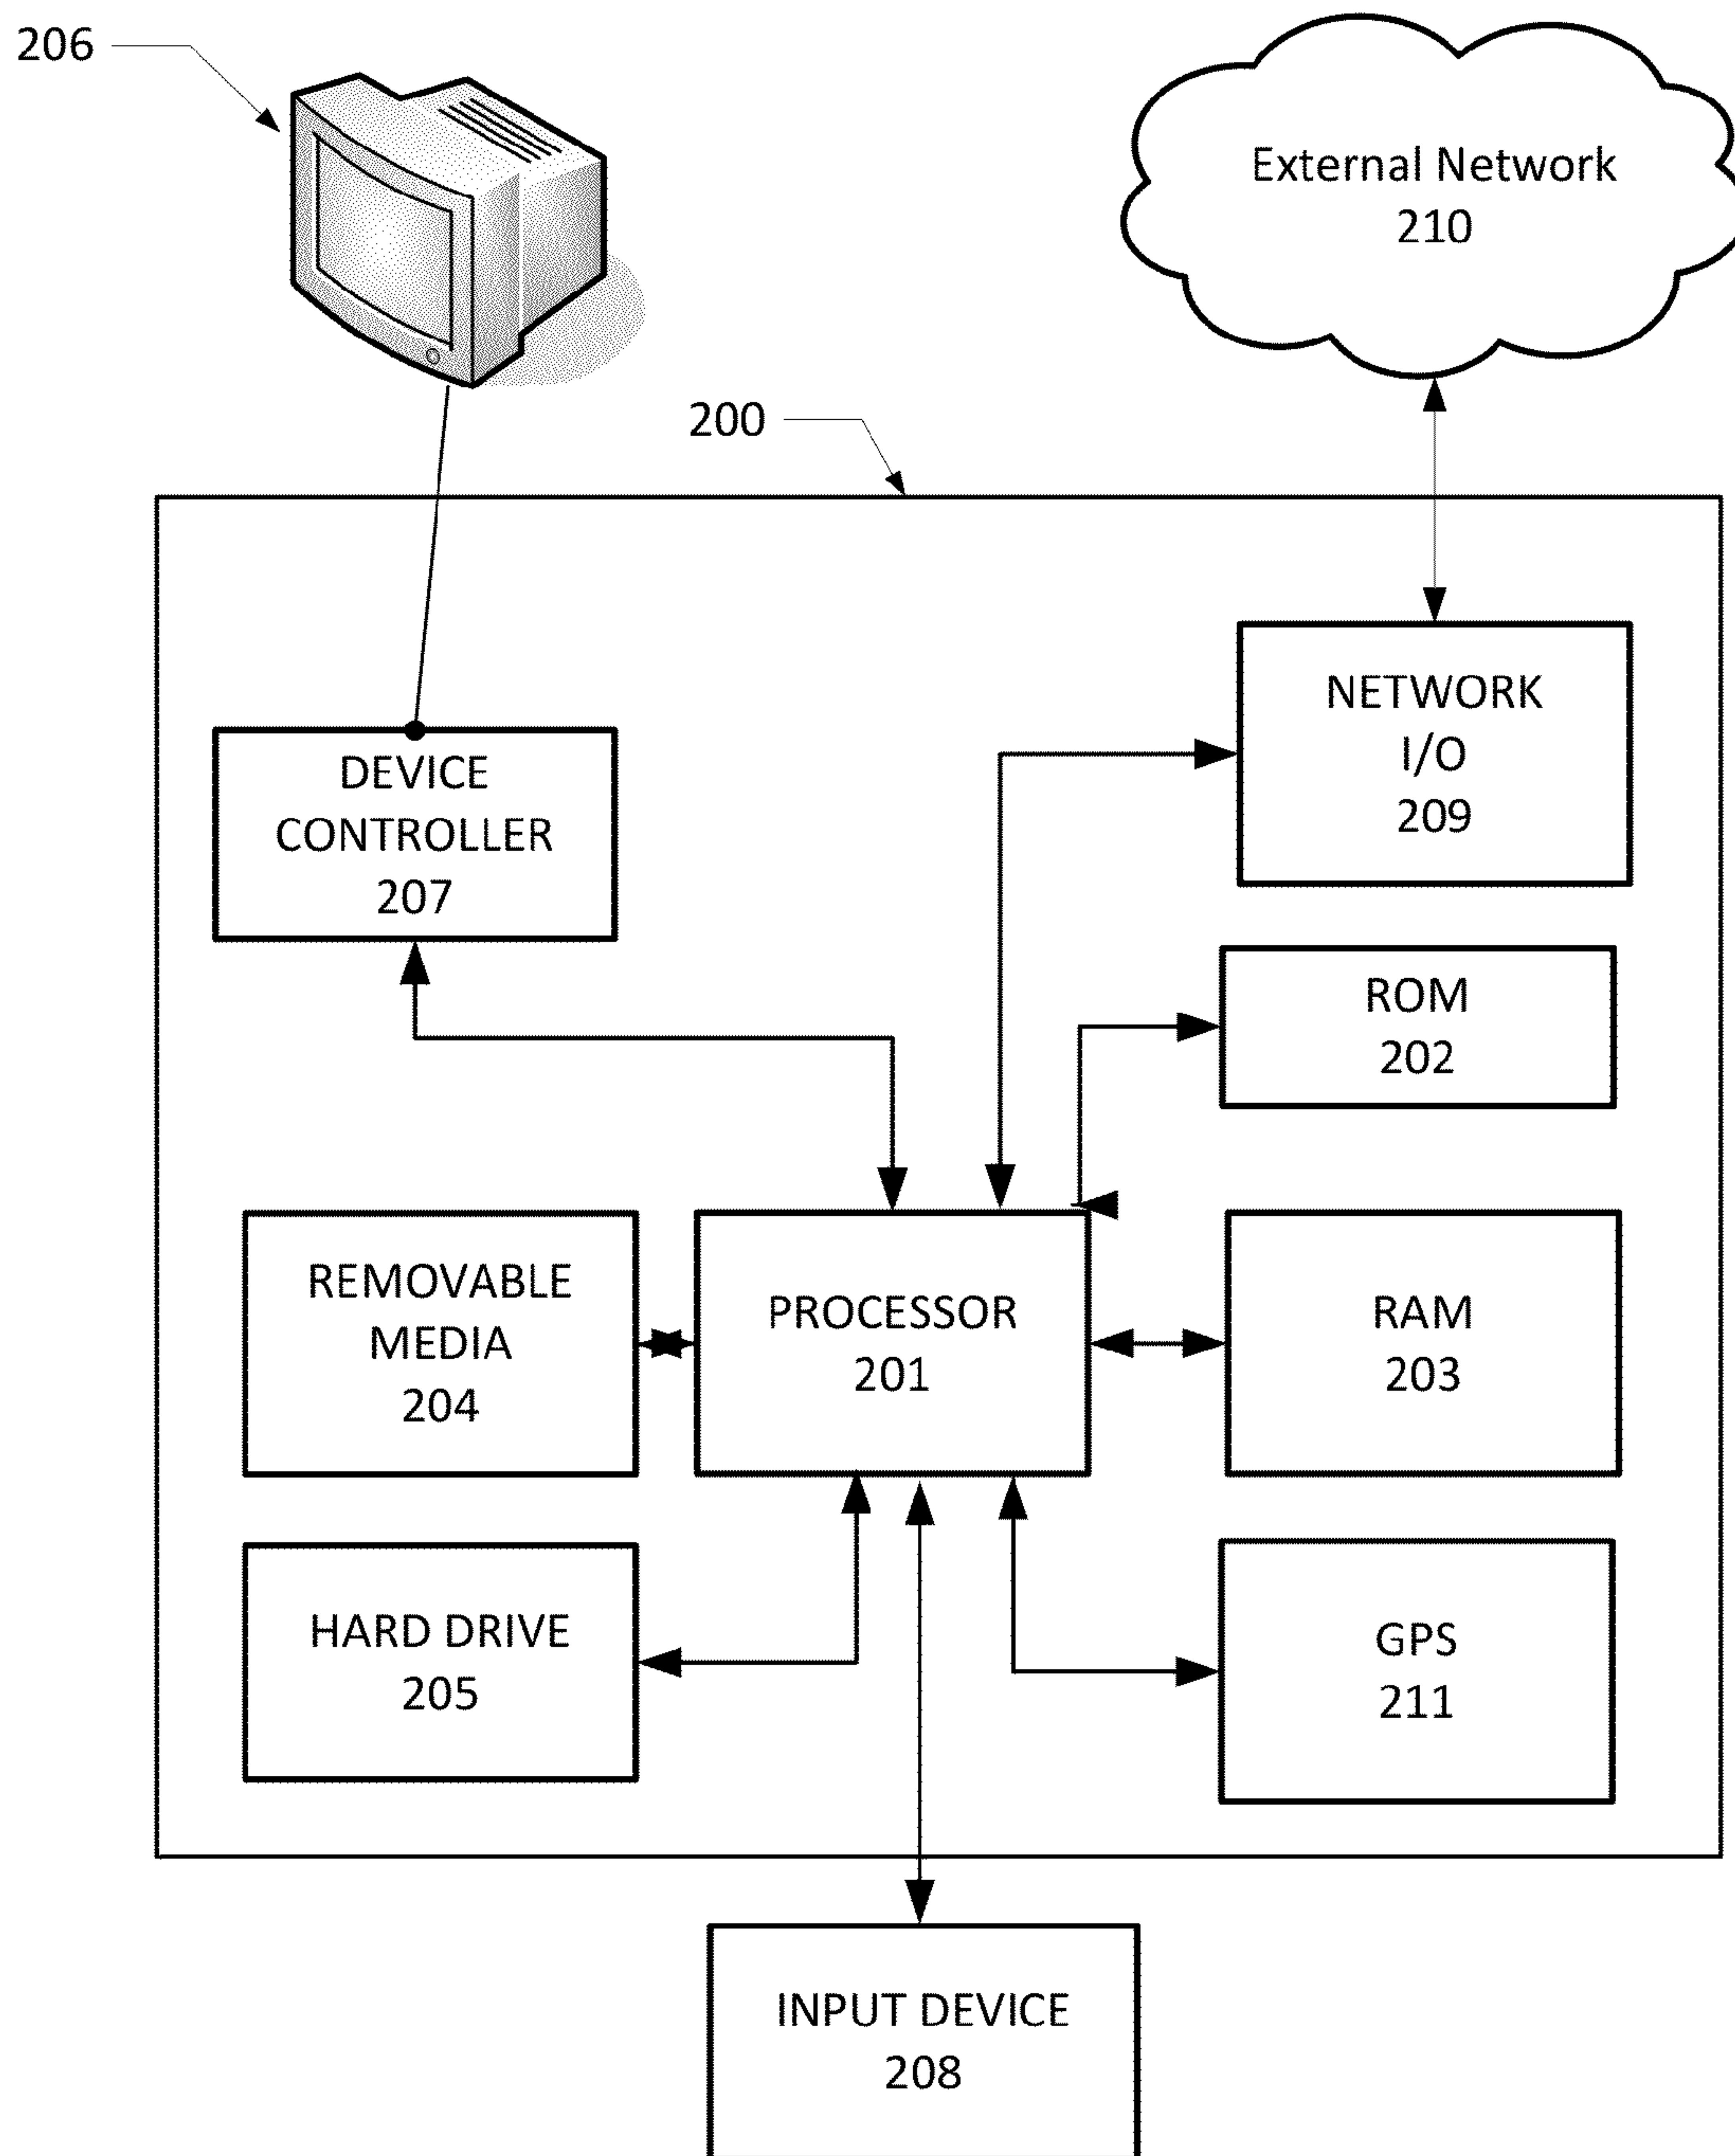 206
External Network
210
200
NETWORK
I/O
209
DEVICE
CONTROLLER
207
ROM
202
REMOVABLE
MEDIA
204
PROCESSOR
201
RAM
203
HARD DRIVE
205
GPS
211
INPUT DEVICE
208